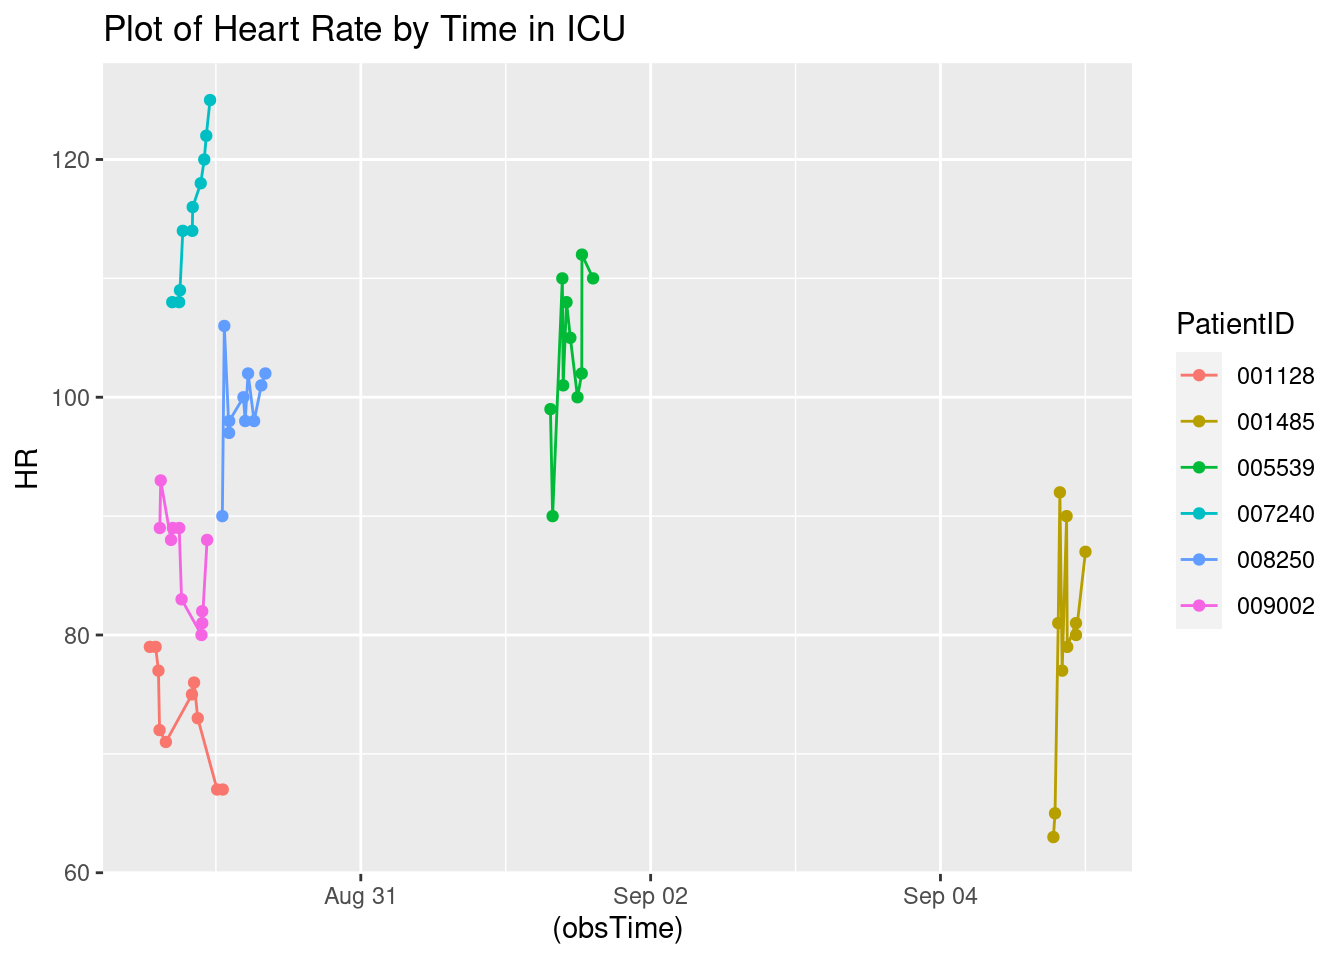 Plot of Heart Rate by Time in ICU
HR
120
100
80
60
Aug 31 Sep 02 Sep 04
(obsTime)
PatientID
001128
001485
005539
007240
008250
009002